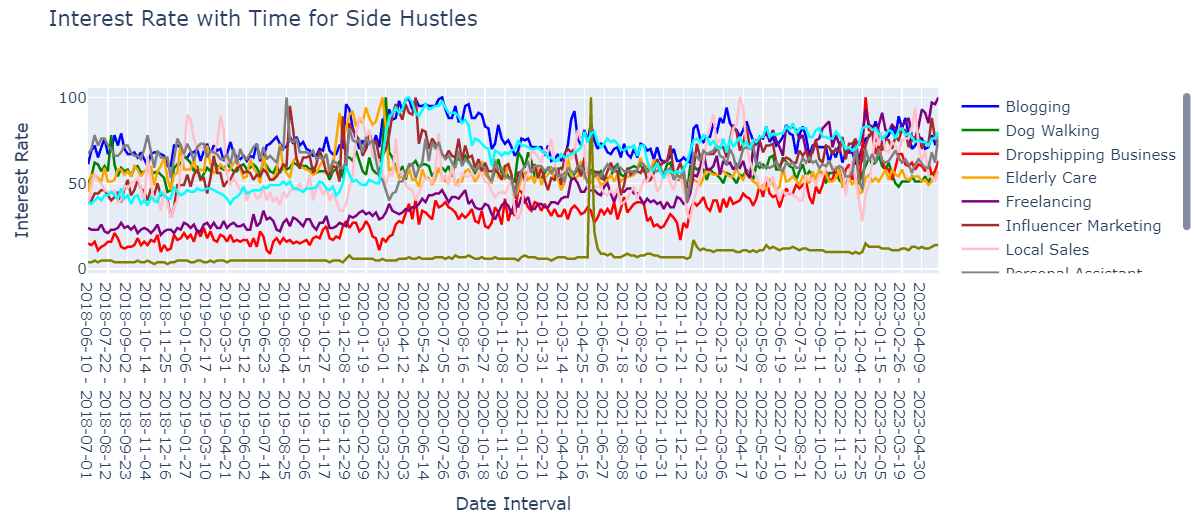 Interest Rate with Time for Side Hustles
Interest Rate
100
50
0
2018-06-10 - 2018-07-01
2018-07-22 - 2018-08-12
2018-09-02 - 2018-09-23
2018-10-14 - 2018-11-04
2018-11-25 - 2018-12-16
2019-01-06 - 2019-01-27
2019-02-17 - 2019-03-10
2019-03-31 - 2019-04-21
2019-05-12 - 2019-06-02
2019-06-23 - 2019-07-14
2019-08-04 - 2019-08-25
2019-09-15 - 2019-10-06
2019-10-27 - 2019-11-17
2019-12-08 - 2019-12-29
2020-01-19 - 2020-02-09
2020-03-01 - 2020-03-22
2020-04-12 - 2020-05-03
2020-05-24 - 2020-06-14
2020-07-05 - 2020-07-26
2020-08-16 - 2020-09-06
2020-09-27 - 2020-10-18
2020-11-08 - 2020-11-29
2020-12-20 - 2021-01-10
2021-01-31 - 2021-02-21
2021-03-14 - 2021-04-04
2021-04-25 - 2021-05-16
2021-06-06 - 2021-06-27
2021-07-18 - 2021-08-08
2021-08-29 - 2021-09-19
2021-10-10 - 2021-10-31
2021-11-21 - 2021-12-12
2022-01-02 - 2022-01-23
2022-02-13 - 2022-03-06
2022-03-27 - 2022-04-17
2022-05-08 - 2022-05-29
2022-06-19 - 2022-07-10
2022-07-31 - 2022-08-21
2022-09-11 - 2022-10-02
2022-10-23 - 2022-11-13
2022-12-04 - 2022-12-25
2023-01-15 - 2023-02-05
2023-02-26 - 2023-03-19
2023-04-09 - 2023-04-30
Date Interval
Blogging
Dog Walking
Dropshipping Business
Elderly Care
Freelancing
Influencer Marketing
Local Sales
Personal Assistant